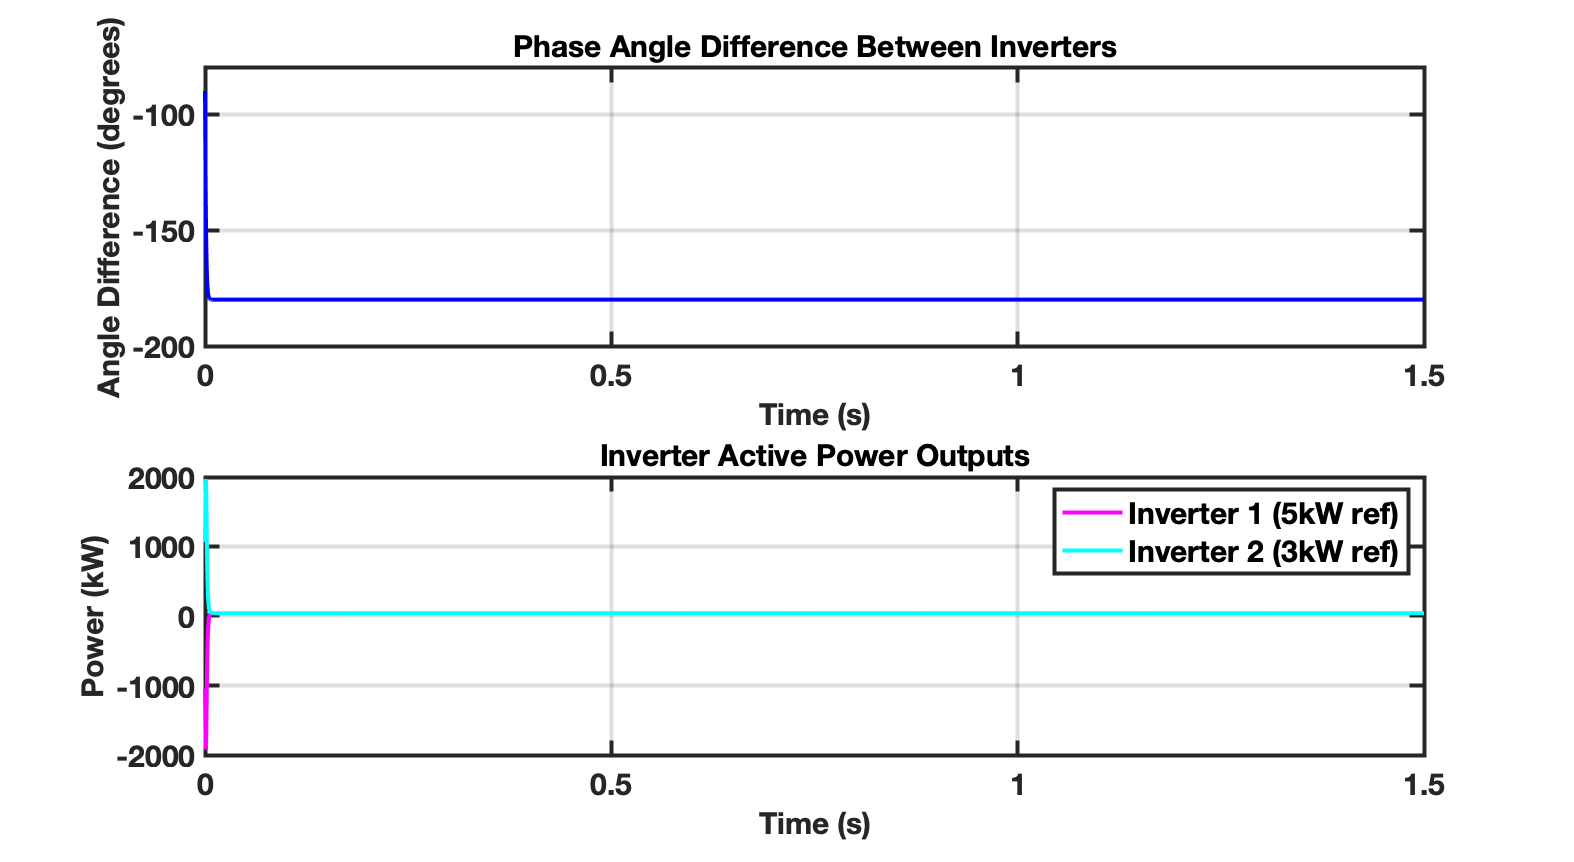 Phase Angle Difference Between Inverters
Angle Difference (degrees)
-100
-150
-200
0
0.5
1
1.5
Time (s)
Inverter Active Power Outputs
Power (kW)
2000
1000
0
-1000
-2000
Inverter 1 (5kW ref)
Inverter 2 (3kW ref)
0
0.5
1
1.5
Time (s)